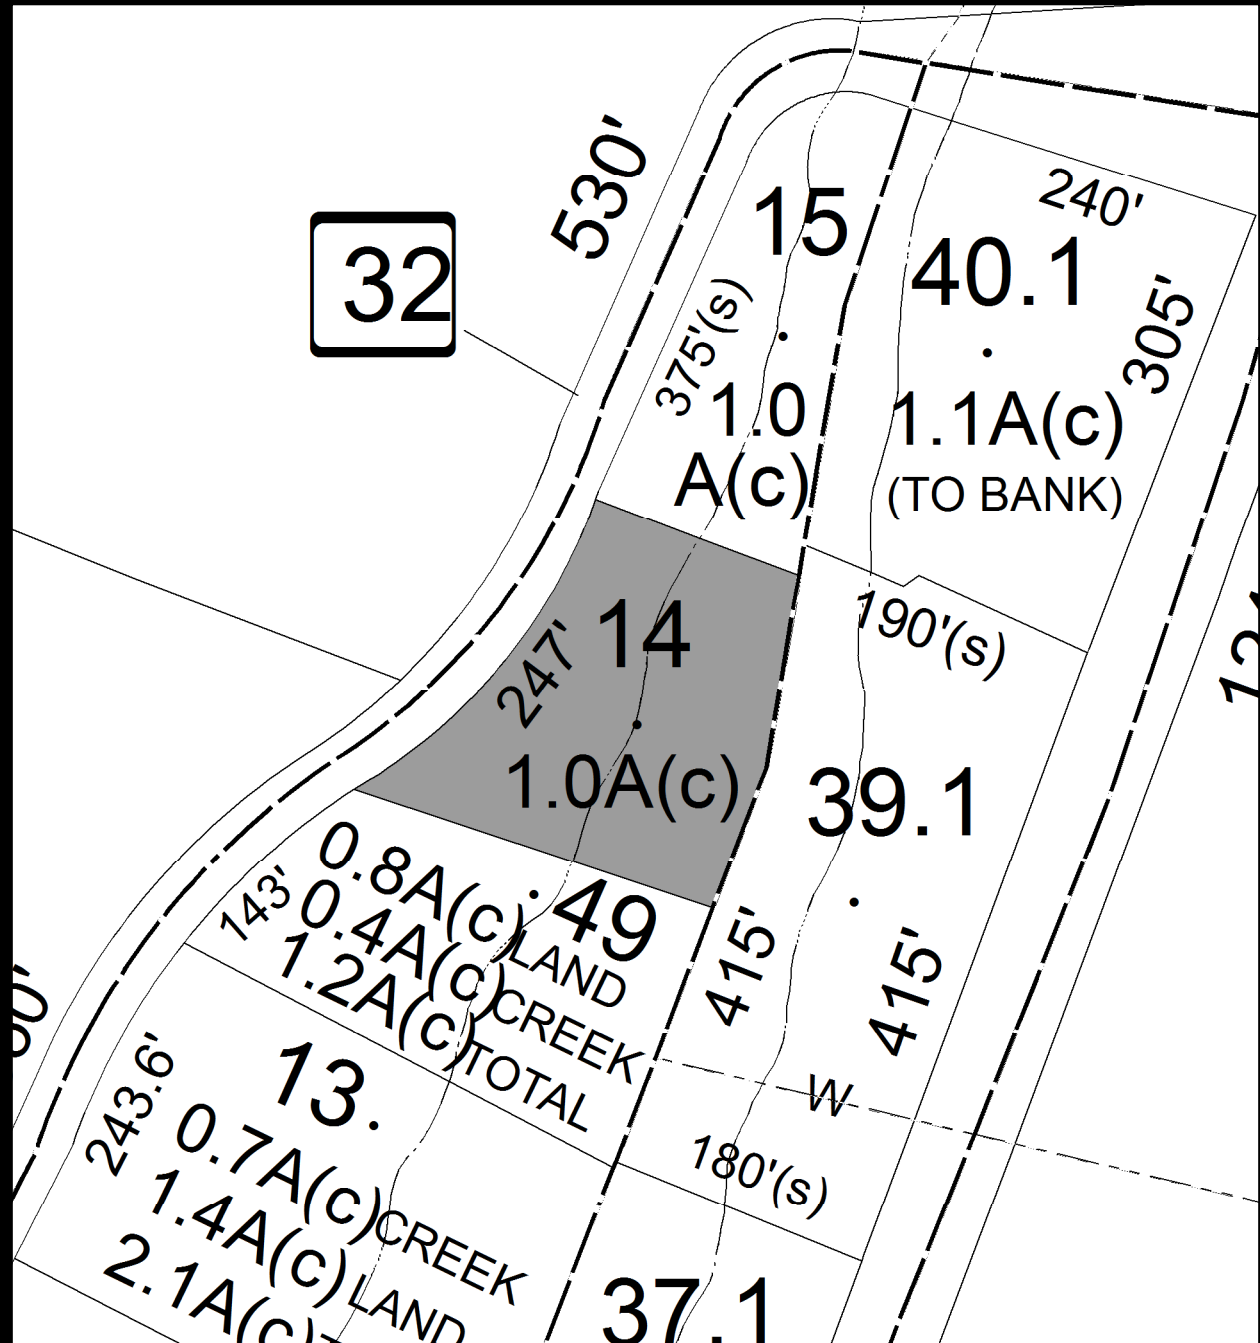 530'
240'
15
32
40.1
305'
375'(s)
1.0
A(c)
1.1A(c)
(TO BANK)
190'(s)
14
247'
1.0A(c)
39.1
0.8A(c) LAND
0.4A(c) CREEK
1.2A(c) TOTAL
49
143'
415'
415'
W
13
243.6'
180'(s)
0.7A(c) CREEK
1.4A(c) LAND
2.1A(c)
37.1